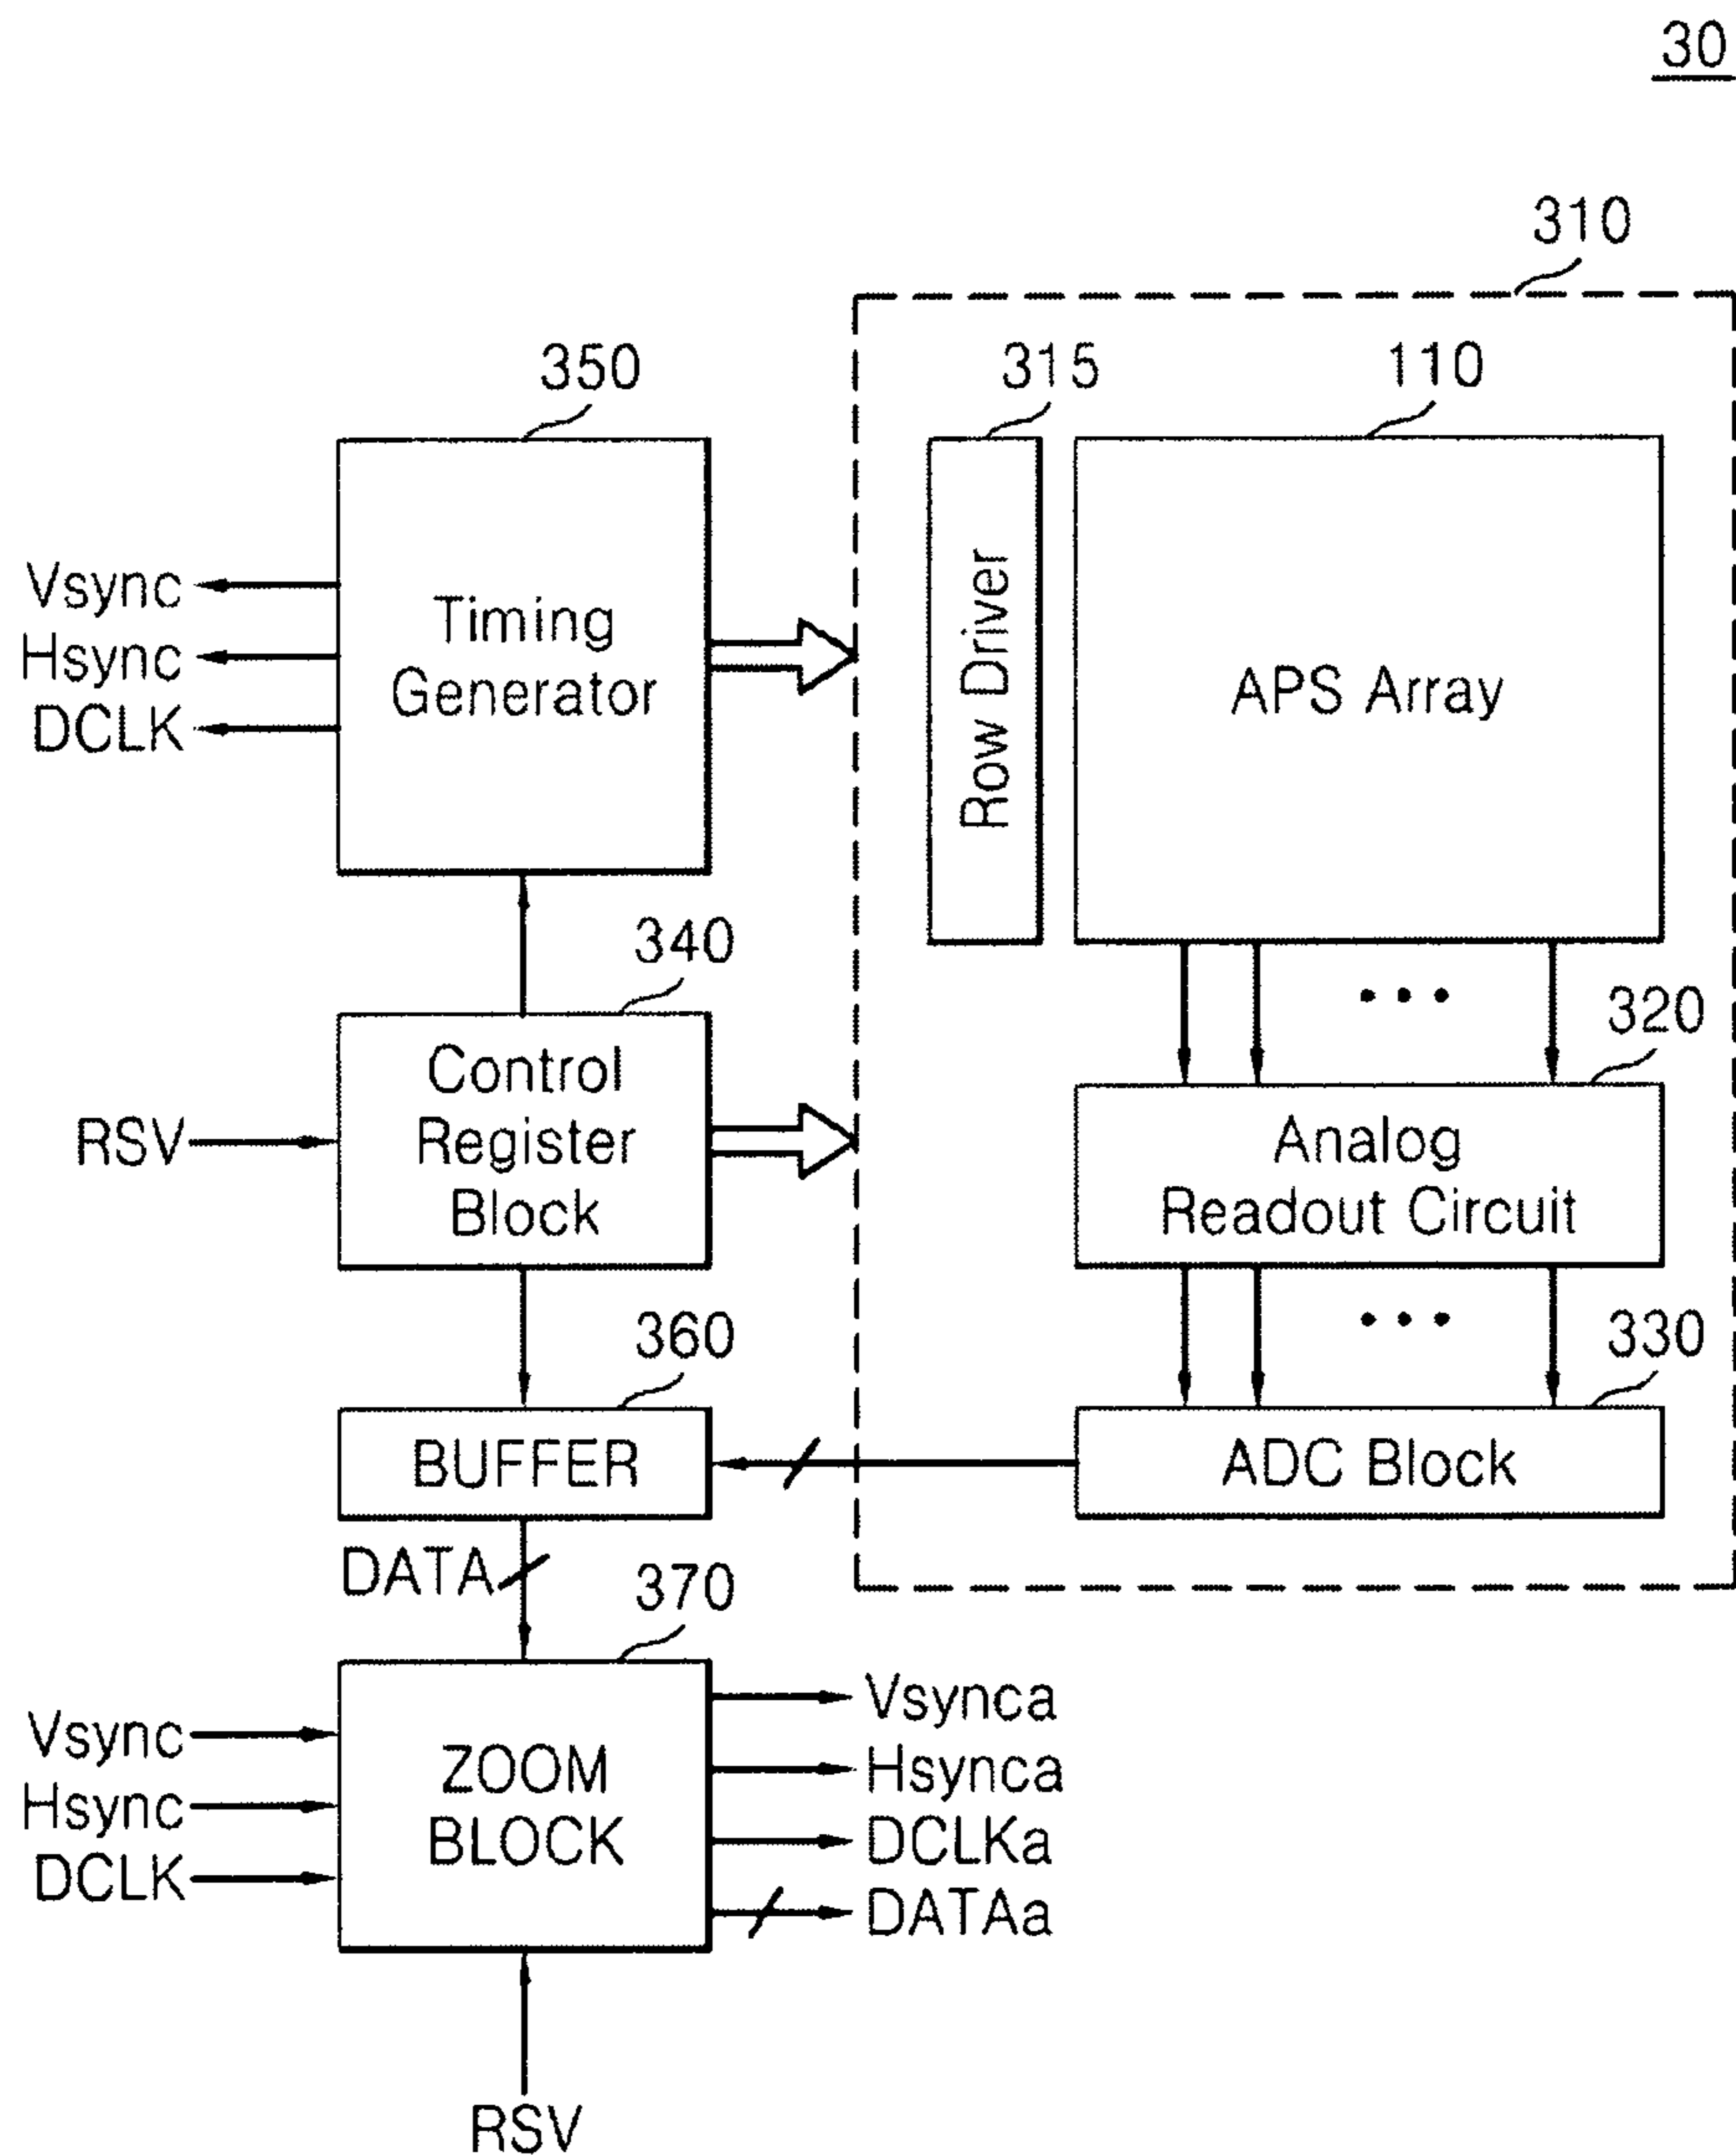 30
310
350
315
110
Vsync
Hsync
DCLK
Timing
Generator
Row Driver
APS Array
340
320
RSV
Control
Register
Block
Analog
Readout Circuit
360
330
BUFFER
ADC Block
DATA
370
Vsync
Hsync
DCLK
ZOOM
BLOCK
Vsynca
Hsynca
DCLKa
DATAa
RSV